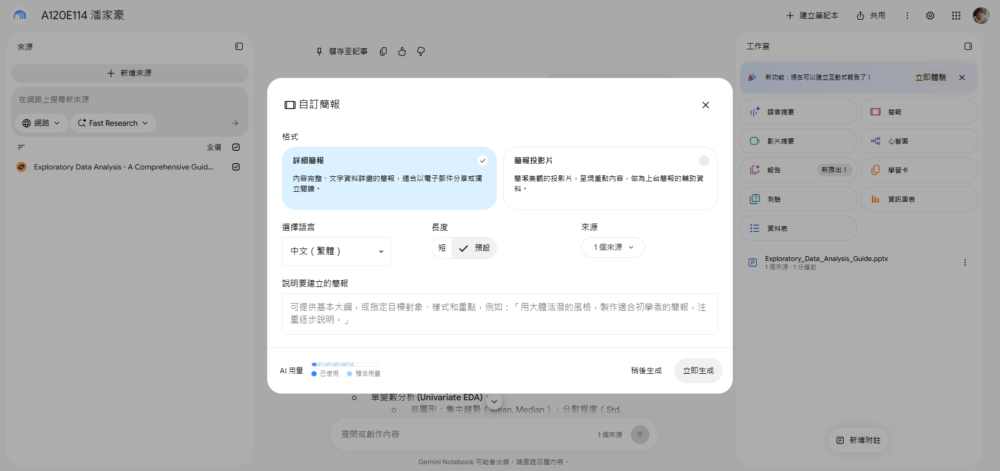 A120E114 潘家豪
建立筆記本
共用
來源
新增來源
在網路上搜尋新來源
網路
Fast Research
全選
Exploratory Data Analysis - A Comprehensive Guid...
儲存至記事
自訂簡報
格式
詳細簡報
內容完整、文字資料詳盡的簡報，適合以電子郵件分享或獨
立閱讀。
簡報投影片
簡潔美觀的投影片，呈現重點內容，做為上台簡報的輔助資
料。
選擇語言
中文（繁體）
長度
短
預設
來源
1 個來源
說明要建立的簡報
可提供基本大綱，或指定目標對象、樣式和重點，例如：「用大膽活潑的風格，製作適合初學者的簡報，注
重逐步說明。」
AI 用量
已使用
預估用量
稍後生成
立即生成
單變數分析 (Univariate EDA)：
非圖形：集中趨勢（Mean, Median）、分散程度（Std,
提問或創作內容
1 個來源
Gemini Notebook 可能會出錯，請查證回覆內容。
工作室
新功能：現在可以建立互動式報告了！
立即體驗
語音摘要
簡報
影片摘要
心智圖
報告
新推出！
學習卡
測驗
資訊圖表
資料表
Exploratory_Data_Analysis_Guide.pptx
1 個來源 · 1 分鐘前
新增附註